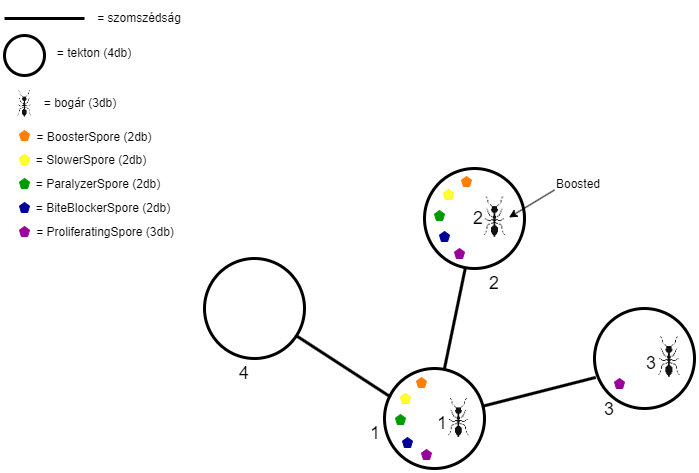 = szomszédság
= tekton (4db)
= bogár (3db)
= BoosterSpore (2db)
= SlowerSpore (2db)
= ParalyzerSpore (2db)
= BiteBlockerSpore (2db)
= ProliferatingSpore (3db)
Boosted
2
2
4
3
3
1
1